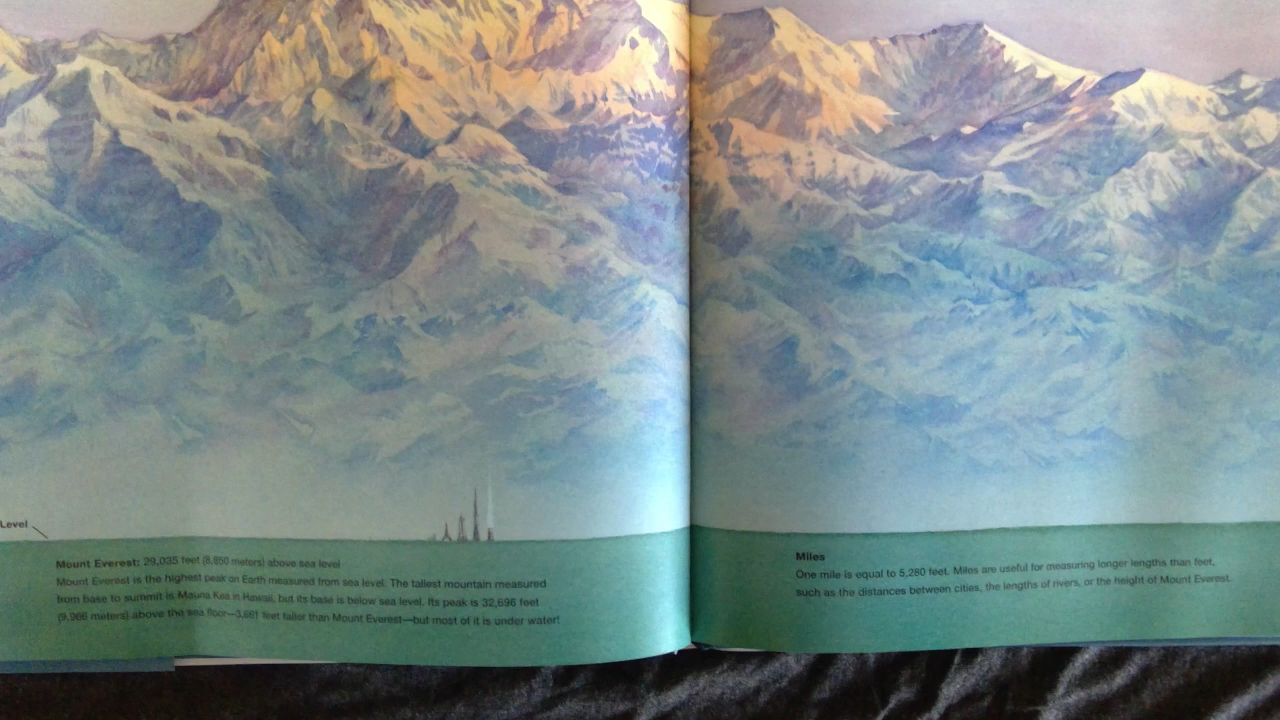 Level
Mount Everest: 29,035 feet (8,850 meters) above sea level
Mount Everest is the highest peak on Earth measured from sea level. The tallest mountain measured
from base to summit is Mauna Kea in Hawaii, but its base is below sea level. Its peak is 32,696 feet
(9,966 meters) above the sea floor—3,661 feet taller than Mount Everest—but most of it is under water!
Miles
One mile is equal to 5,280 feet. Miles are useful for measuring longer lengths than feet,
such as the distances between cities, the lengths of rivers, or the height of Mount Everest.